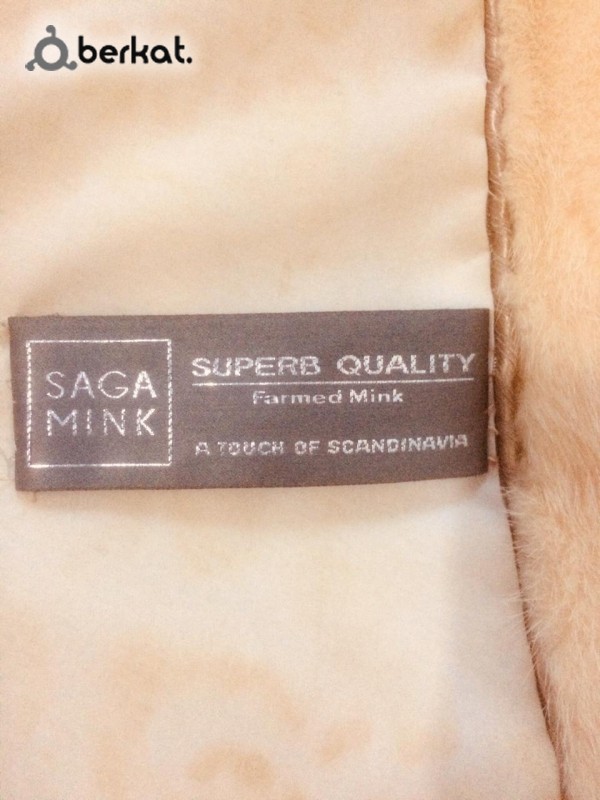 berkat.
SAGA
MINK
SUPERB QUALITY
Farmed Mink
A TOUCH OF SCANDINAVIA